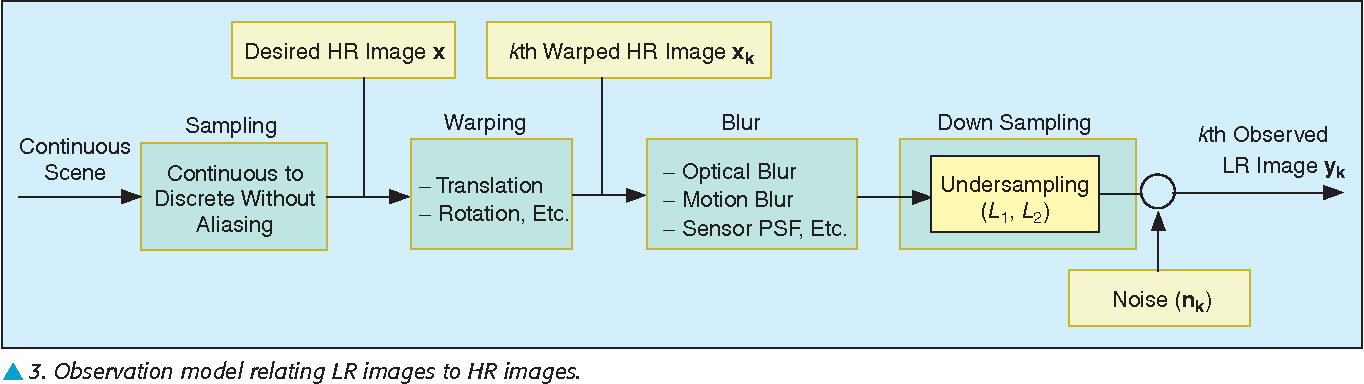 Desired HR Image x
kth Warped HR Image xk
Sampling
Warping
Blur
Down Sampling
Continuous
Scene
Continuous to
Discrete Without
Aliasing
– Translation
– Rotation, Etc.
– Optical Blur
– Motion Blur
– Sensor PSF, Etc.
Undersampling
(L1, L2)
kth Observed
LR Image yk
Noise (nk)
▲ 3. Observation model relating LR images to HR images.